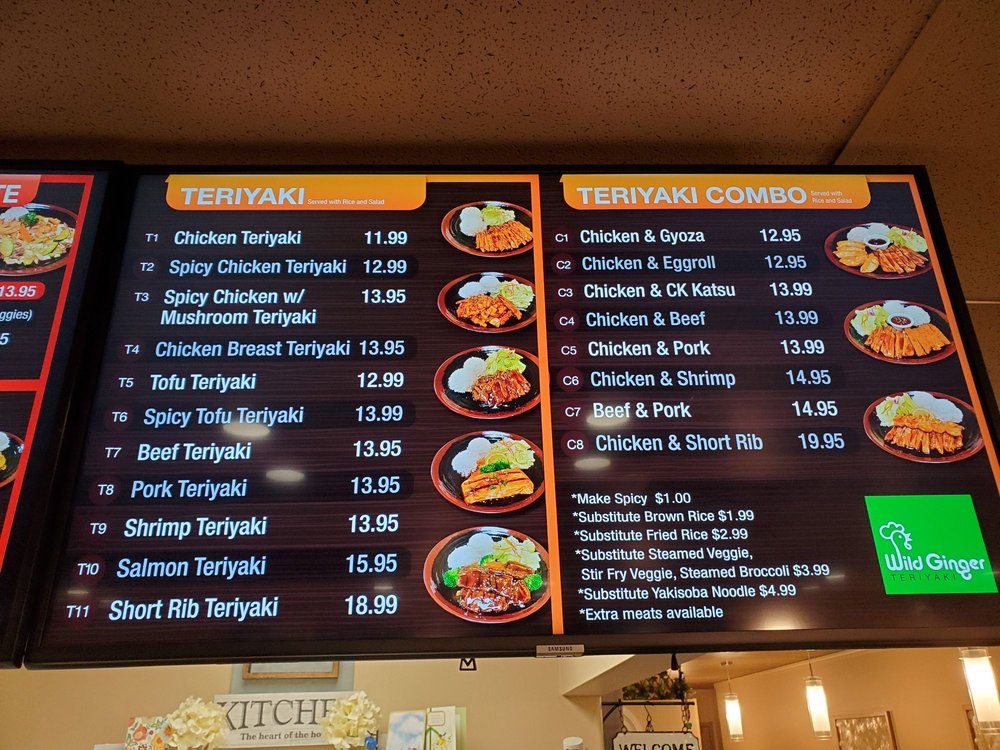 TE
13.95
ggies)
5
TERIYAKI Served with Rice and Salad
T1 Chicken Teriyaki 11.99
T2 Spicy Chicken Teriyaki 12.99
T3 Spicy Chicken w/ 13.95
Mushroom Teriyaki
T4 Chicken Breast Teriyaki 13.95
T5 Tofu Teriyaki 12.99
T6 Spicy Tofu Teriyaki 13.99
T7 Beef Teriyaki 13.95
T8 Pork Teriyaki 13.95
T9 Shrimp Teriyaki 13.95
T10 Salmon Teriyaki 15.95
T11 Short Rib Teriyaki 18.99
TERIYAKI COMBO Served with
Rice and Salad
C1 Chicken & Gyoza 12.95
C2 Chicken & Eggroll 12.95
C3 Chicken & CK Katsu 13.99
C4 Chicken & Beef 13.99
C5 Chicken & Pork 13.99
C6 Chicken & Shrimp 14.95
C7 Beef & Pork 14.95
C8 Chicken & Short Rib 19.95
*Make Spicy $1.00
*Substitute Brown Rice $1.99
*Substitute Fried Rice $2.99
*Substitute Steamed Veggie,
Stir Fry Veggie, Steamed Broccoli $3.99
*Substitute Yakisoba Noodle $4.99
*Extra meats available
Wild Ginger
TERIYAKI
SAMSUNG
KITCHE
The heart of the ho
WELCOME